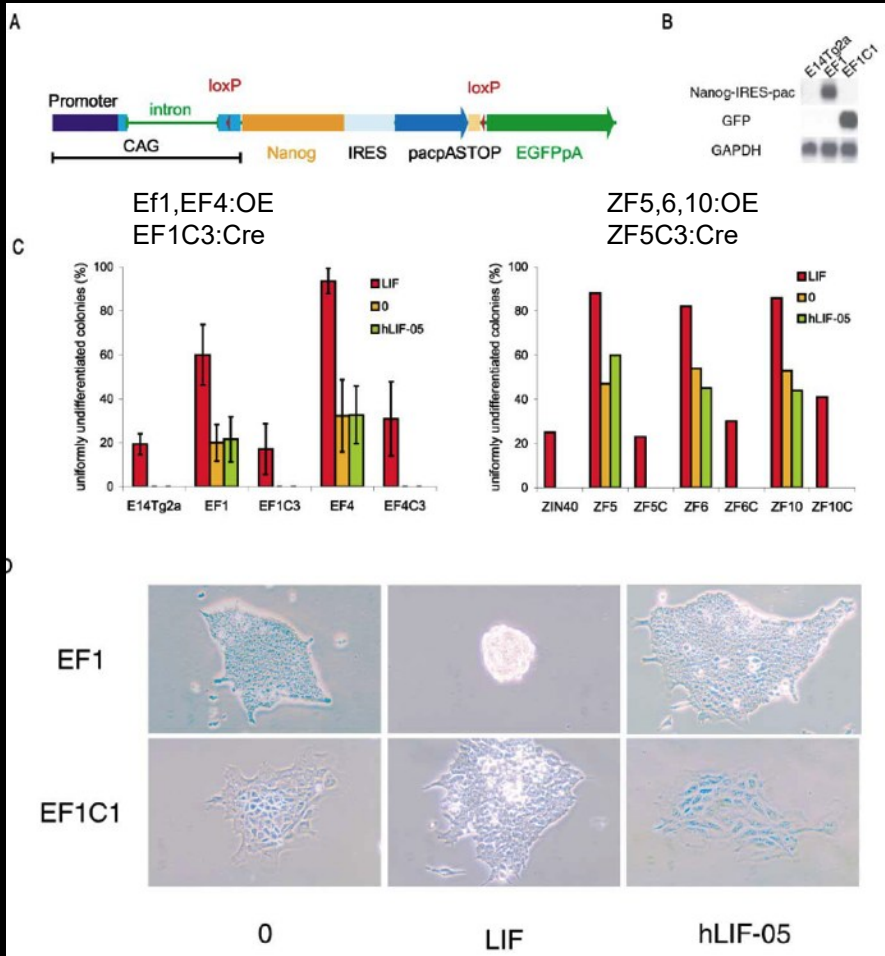 A
Promoter
loxP
intron
CAG
Nanog
IRES
pacpASTOP
loxP
EGFPpA
B
E14Tg2a
EF1
EF1C1
Nanog-IRES-pac
GFP
GAPDH
Ef1,EF4:OE
EF1C3:Cre
ZF5,6,10:OE
ZF5C3:Cre
C
uniformly undifferentiated colonies (%)
100
80
60
40
20
0
LIF
0
hLIF-05
E14Tg2a EF1 EF1C3 EF4 EF4C3
uniformly undifferentiated colonies (%)
100
80
60
40
20
0
LIF
0
hLIF-05
ZIN40 ZF5 ZF5C ZF6 ZF6C ZF10 ZF10C
EF1
EF1C1
0 LIF hLIF-05